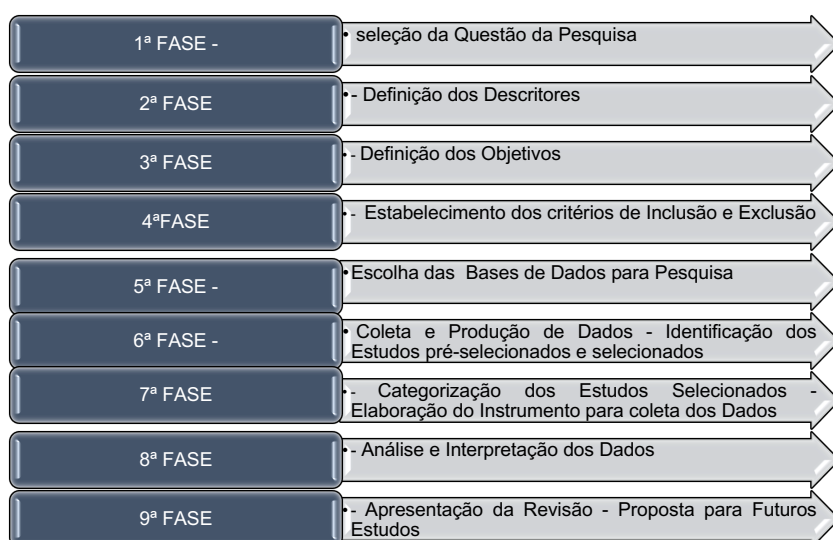 1ª FASE -
• seleção da Questão da Pesquisa
2ª FASE
•- Definição dos Descritores
3ª FASE
•- Definição dos Objetivos
4ªFASE
•- Estabelecimento dos critérios de Inclusão e Exclusão
5ª FASE -
•Escolha das Bases de Dados para Pesquisa
6ª FASE -
• Coleta e Produção de Dados - Identificação dos
Estudos pré-selecionados e selecionados
7ª FASE
•- Categorização dos Estudos Selecionados -
Elaboração do Instrumento para coleta dos Dados
8ª FASE
•- Análise e Interpretação dos Dados
9ª FASE
•- Apresentação da Revisão - Proposta para Futuros
Estudos